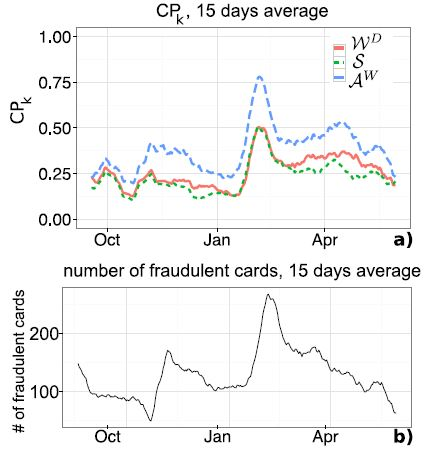 CPₖ, 15 days average
1.00
0.75
0.50
0.25
0.00
CPₖ
𝒲ᴰ
𝒮
𝒜ᵂ
Oct Jan Apr a)
number of fraudulent cards, 15 days average
200
100
# of fraudulent cards
Oct Jan Apr b)